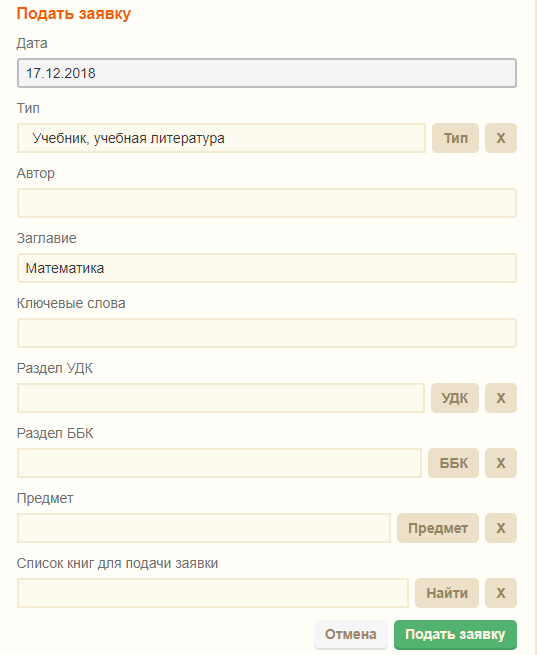 Подать заявку
Дата
17.12.2018
Тип
Учебник, учебная литература Тип X
Автор
Заглавие
Математика
Ключевые слова
Раздел УДК
УДК X
Раздел ББК
ББК X
Предмет
Предмет X
Список книг для подачи заявки
Найти X
Отмена Подать заявку